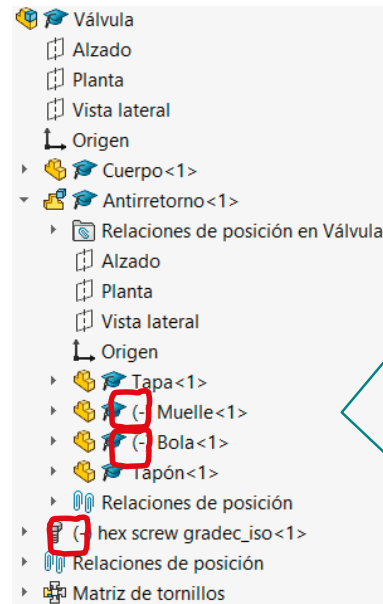 Válvula
Alzado
Planta
Vista lateral
Origen
Cuerpo<1>
Antirretorno<1>
Relaciones de posición en Válvula
Alzado
Planta
Vista lateral
Origen
Tapa<1>
(-) Muelle<1>
(-) Bola<1>
Tapón<1>
Relaciones de posición
(-) hex screw gradec_iso<1>
Relaciones de posición
Matriz de tornillos